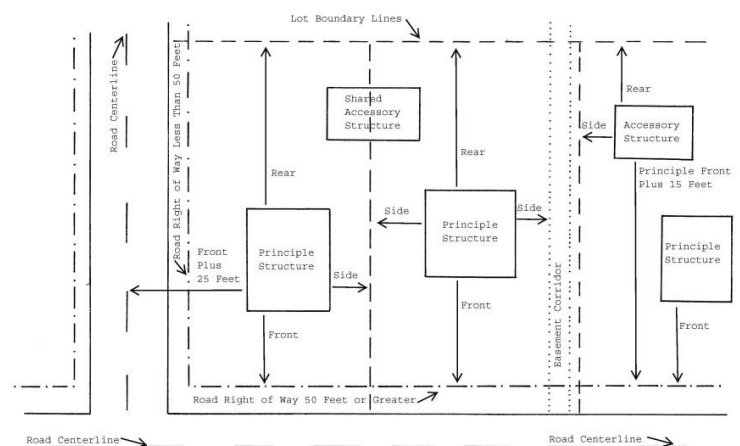 Lot Boundary Lines
Road Centerline
Road Right of Way Less Than 50 Feet
Shared
Accessory
Structure
Rear
Rear
Rear
Side
Accessory
Structure
Principle Front
Plus 15 Feet
Front
Plus
25 Feet
Principle
Structure
Side
Side
Principle
Structure
Side
Principle
Structure
Easement Corridor
Front
Front
Front
Road Right of Way 50 Feet or Greater
Road Centerline
Road Centerline